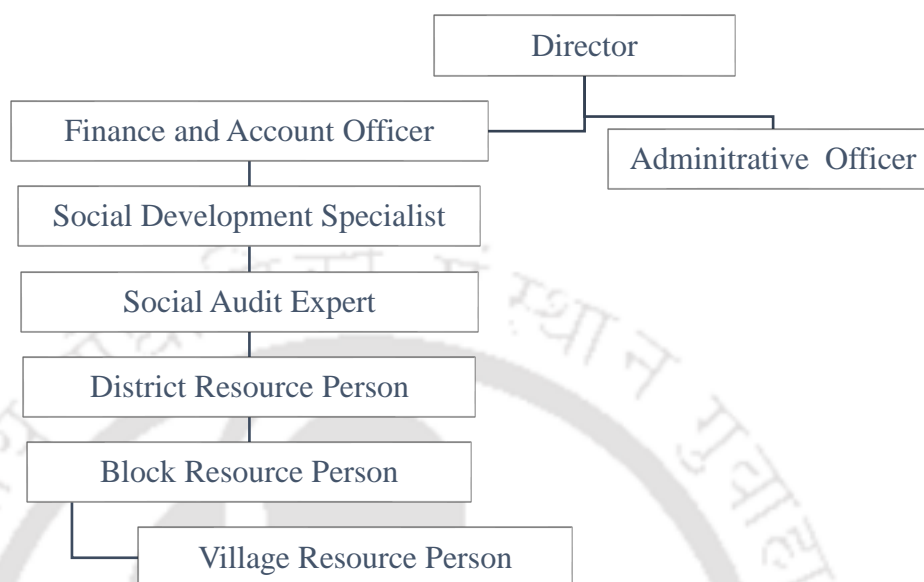 Director
Finance and Account Officer
Adminitrative Officer
Social Development Specialist
Social Audit Expert
District Resource Person
Block Resource Person
Village Resource Person